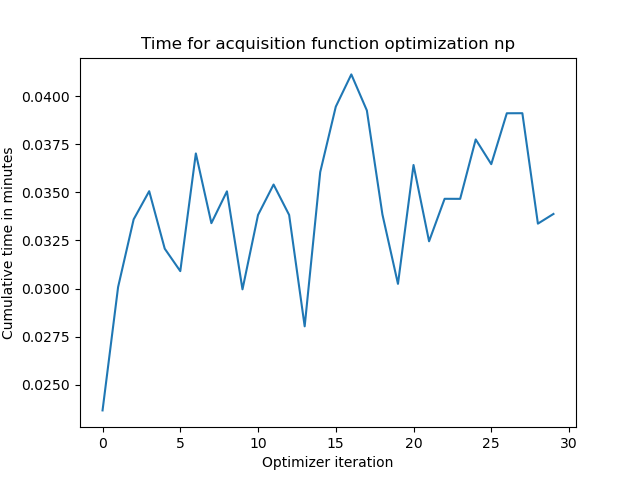 Time for acquisition function optimization np
Cumulative time in minutes
0.0400
0.0375
0.0350
0.0325
0.0300
0.0275
0.0250
0 5 10 15 20 25 30
Optimizer iteration